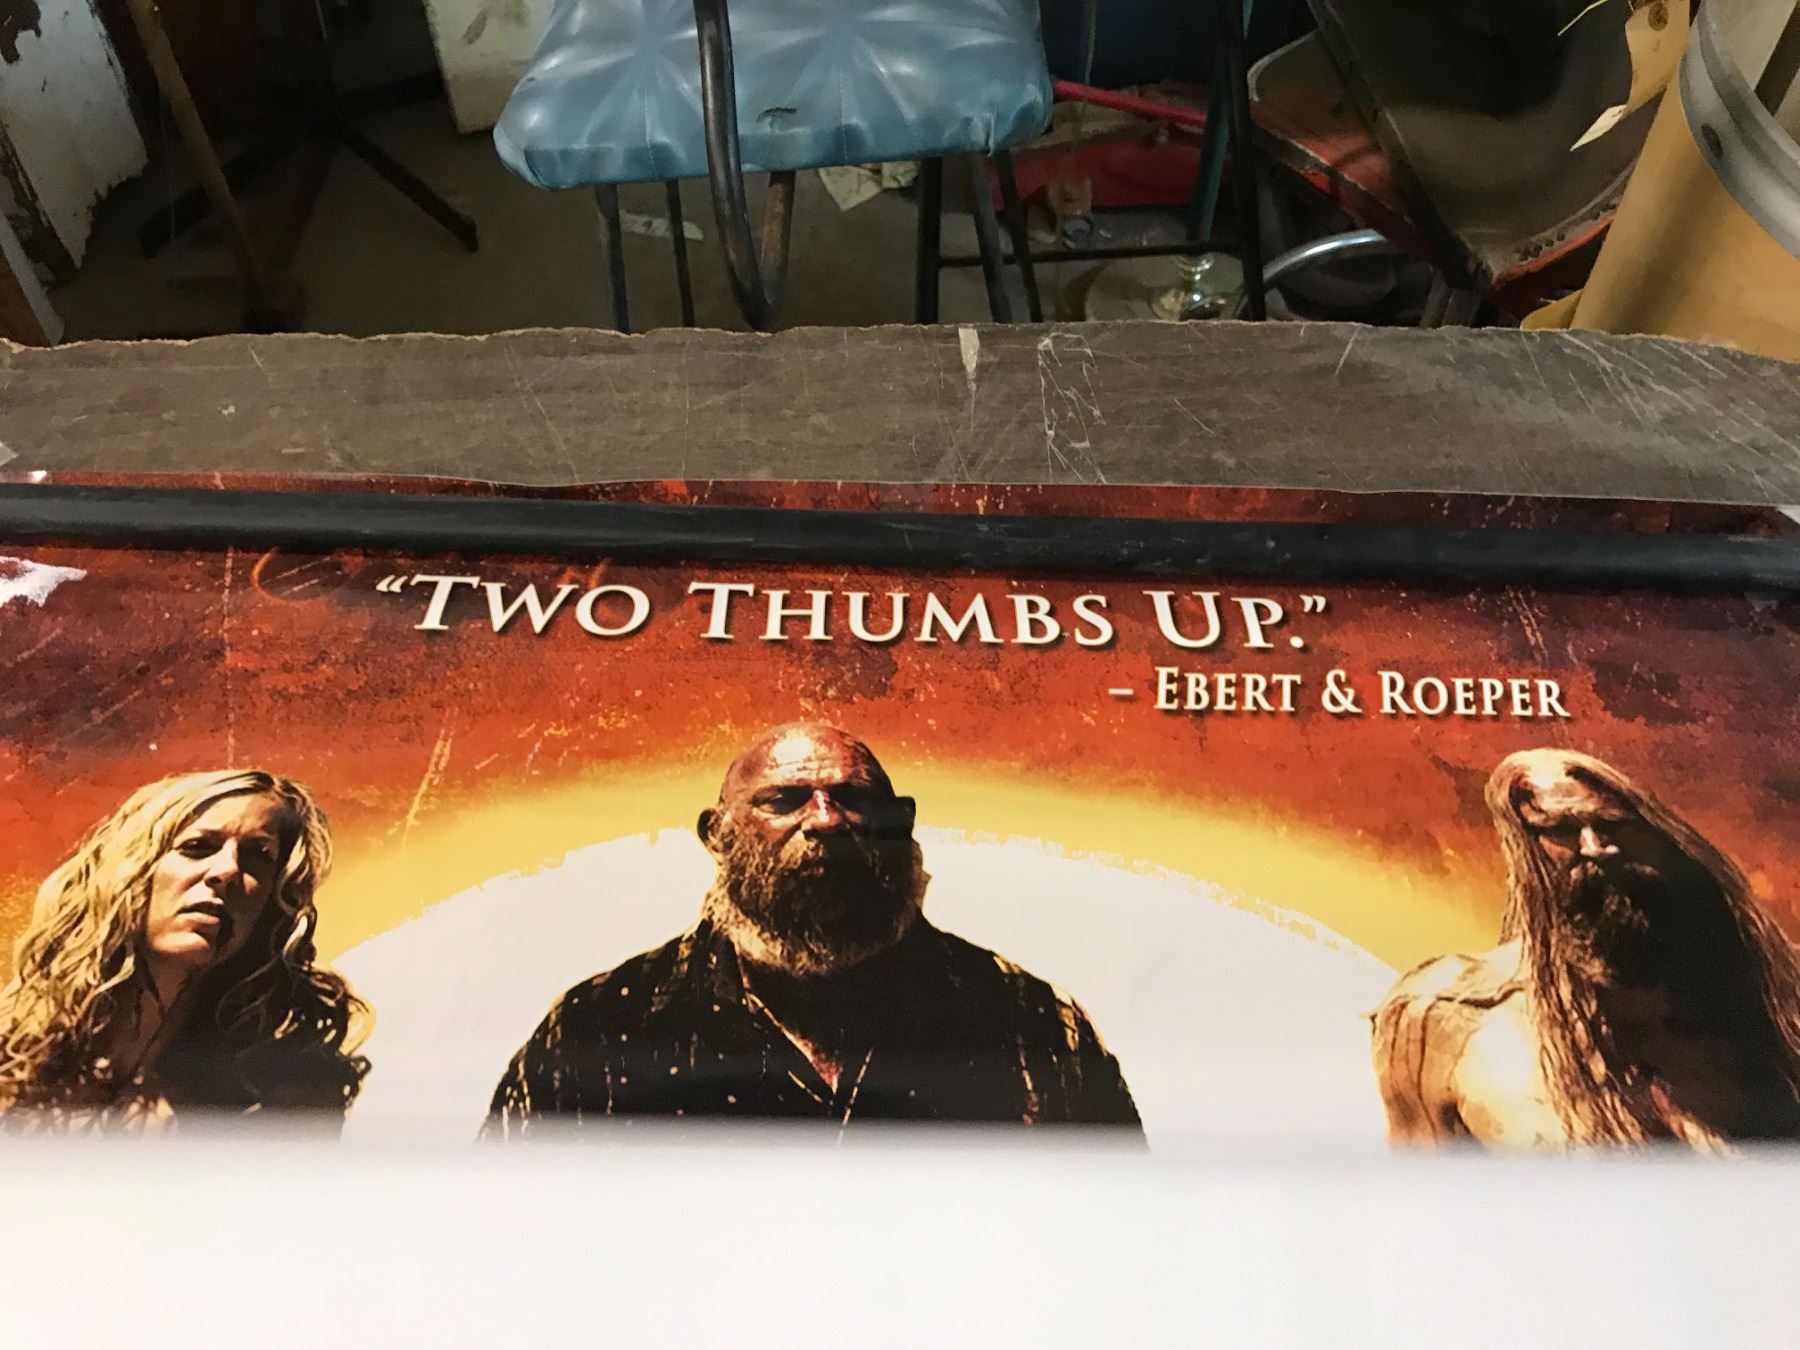 “Two Thumbs Up.”
– Ebert & Roeper